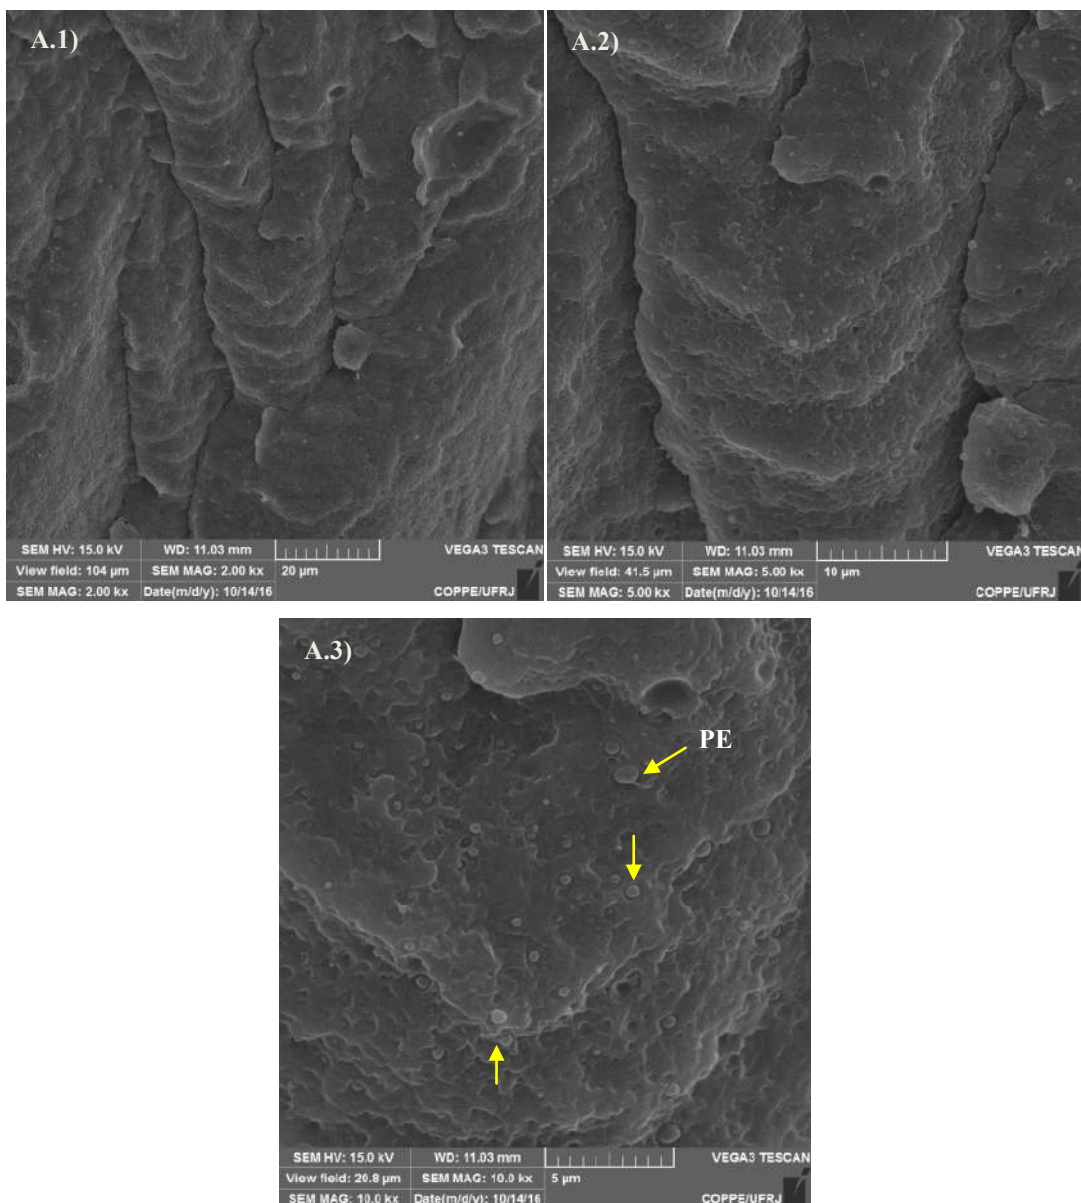 A.1)
SEM HV: 15.0 kV WD: 11.03 mm VEGA3 TESCAN
View field: 104 µm SEM MAG: 2.00 kx 20 µm
SEM MAG: 2.00 kx Date(m/d/y): 10/14/16 COPPE/UFRJ
A.2)
SEM HV: 15.0 kV WD: 11.03 mm VEGA3 TESCAN
View field: 41.5 µm SEM MAG: 5.00 kx 10 µm
SEM MAG: 5.00 kx Date(m/d/y): 10/14/16 COPPE/UFRJ
A.3)
PE
SEM HV: 15.0 kV WD: 11.03 mm VEGA3 TESCAN
View field: 20.8 µm SEM MAG: 10.0 kx 5 µm
SEM MAG: 10.0 kx Date(m/d/y): 10/14/16 COPPE/UFRJ